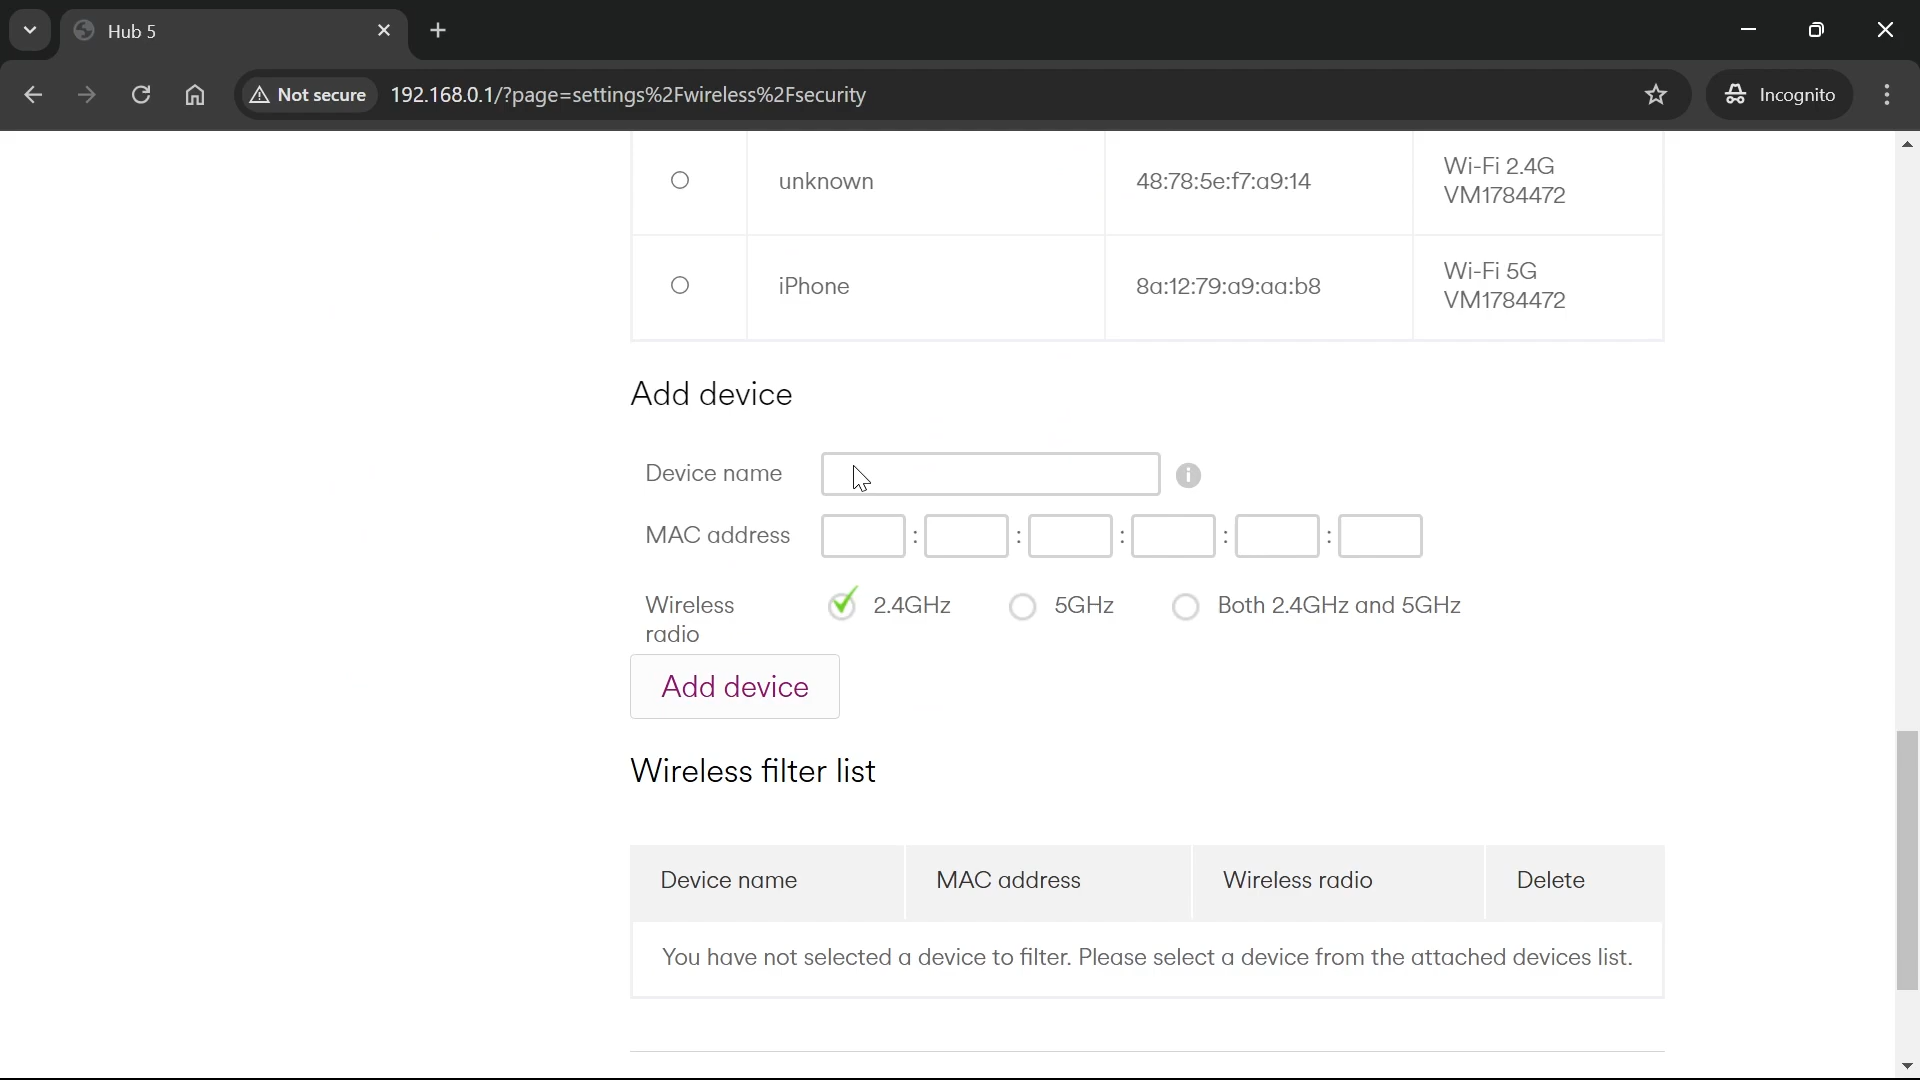 Hub 5
Not secure
192.168.0.1/?page=settings%2Fwireless%2Fsecurity
Incognito
unknown
48:78:5e:f7:a9:14
Wi-Fi 2.4G
VM1784472
iPhone
8a:12:79:a9:aa:b8
Wi-Fi 5G
VM1784472
Add device
Device name
i
MAC address
: : : : :
Wireless
radio
2.4GHz
5GHz
Both 2.4GHz and 5GHz
Add device
Wireless filter list
Device name
MAC address
Wireless radio
Delete
You have not selected a device to filter. Please select a device from the attached devices list.